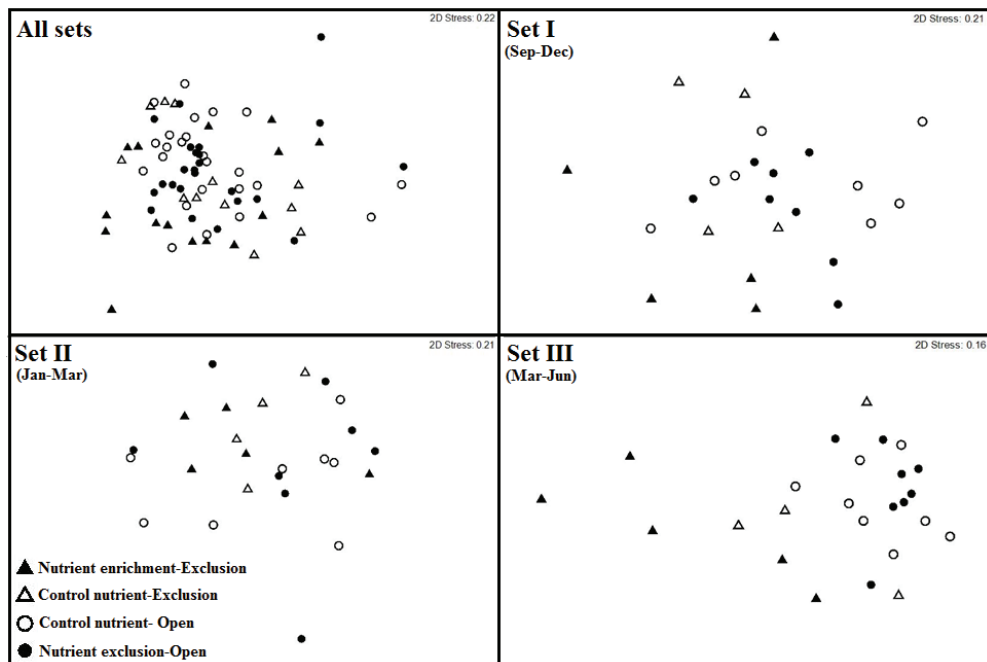 All sets
2D Stress: 0.22
Set I
(Sep-Dec)
2D Stress: 0.21
Set II
(Jan-Mar)
2D Stress: 0.21
Set III
(Mar-Jun)
2D Stress: 0.16
Nutrient enrichment-Exclusion
Control nutrient-Exclusion
Control nutrient- Open
Nutrient exclusion-Open